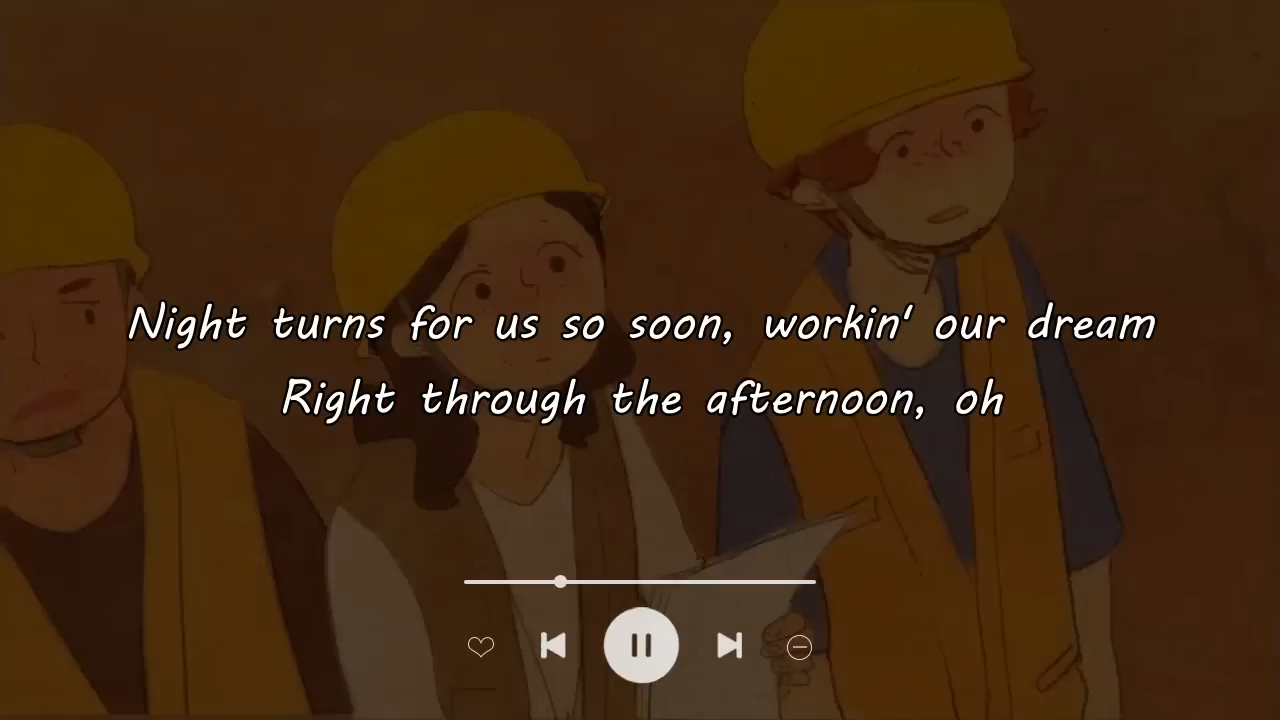 Night turns for us so soon, workin' our dream
Right through the afternoon, oh